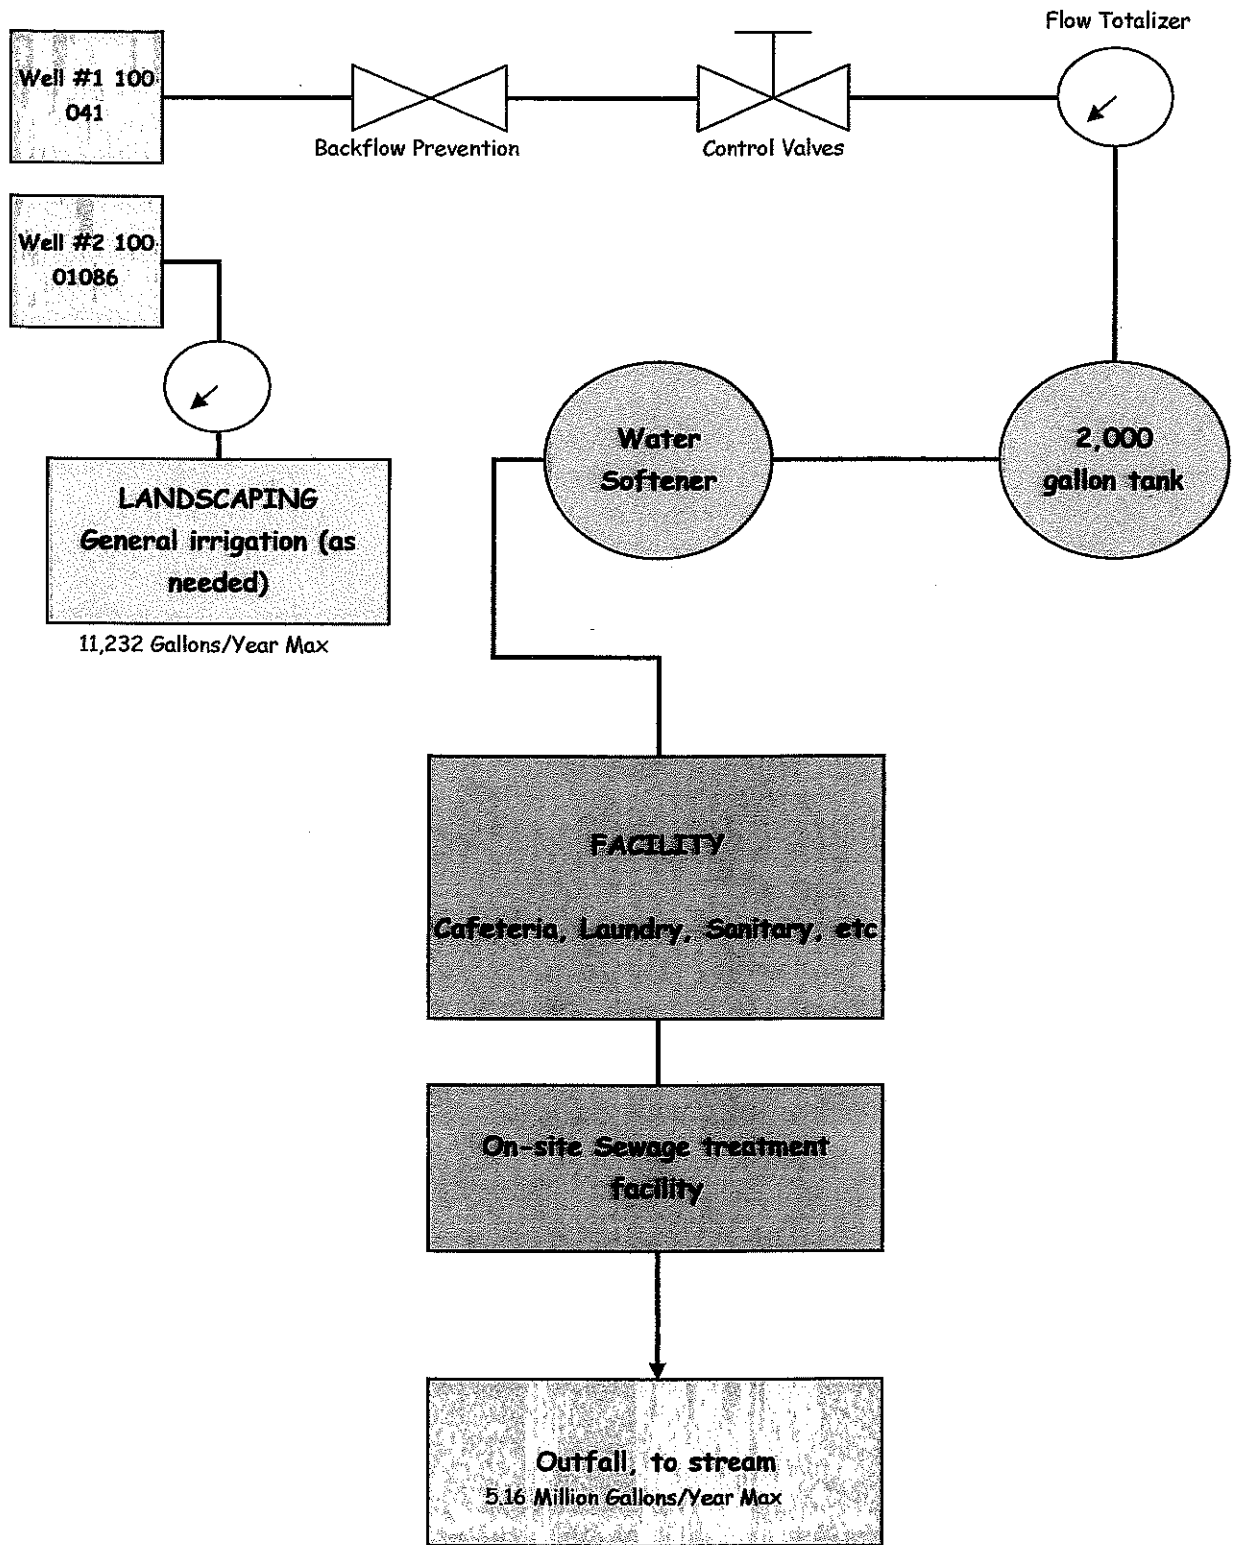 Flow Totalizer
Well #1 100
041
Backflow Prevention
Control Valves
Well #2 100
01086
LANDSCAPING
General irrigation (as
needed)
11,232 Gallons/Year Max
Water
Softener
2,000
gallon tank
FACILITY
Cafeteria, Laundry, Sanitary, etc
On-site Sewage treatment
facility
Outfall, to stream
5.16 Million Gallons/Year Max